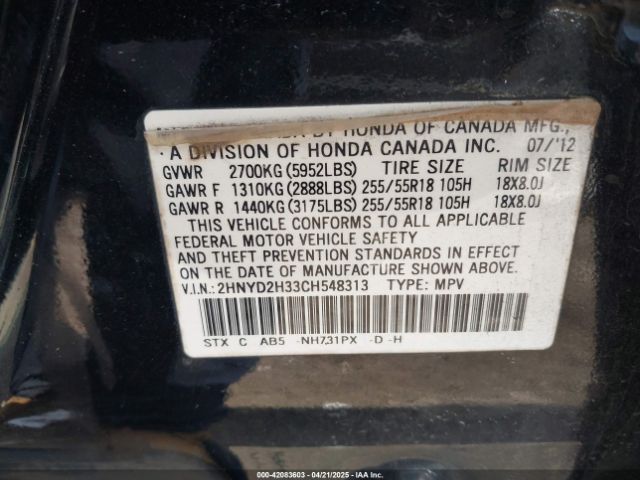 BY HONDA OF CANADA MFG.,
A DIVISION OF HONDA CANADA INC. 07/'12
GVWR 2700KG (5952LBS) TIRE SIZE RIM SIZE
GAWR F 1310KG (2888LBS) 255/55R18 105H 18X8.0J
GAWR R 1440KG (3175LBS) 255/55R18 105H 18X8.0J
THIS VEHICLE CONFORMS TO ALL APPLICABLE
FEDERAL MOTOR VEHICLE SAFETY
AND THEFT PREVENTION STANDARDS IN EFFECT
ON THE DATE OF MANUFACTURE SHOWN ABOVE.
V.I.N.: 2HNYD2H33CH548313 TYPE: MPV
STX C AB5 -NH731PX -D -H
000-42083603 - 04/21/2025 - IAAI.COM